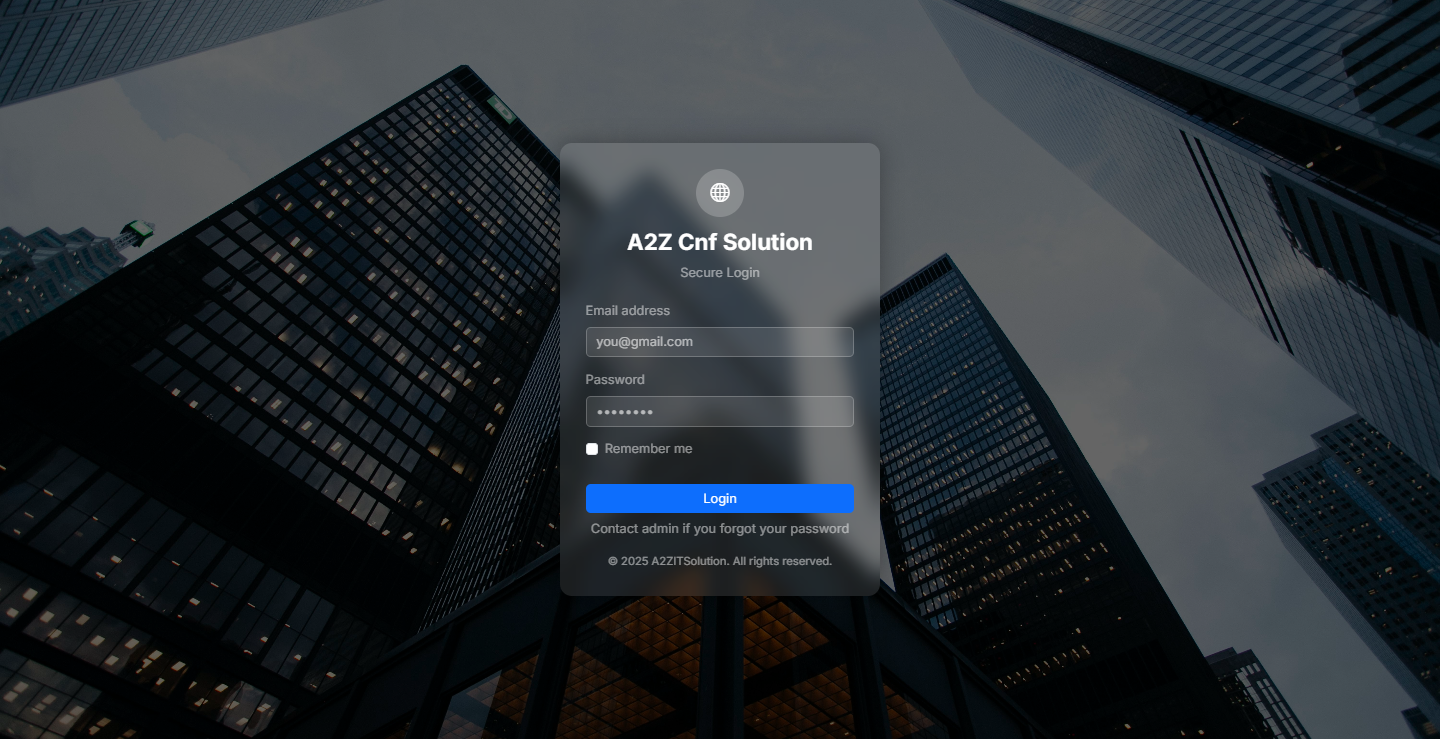 A2Z Cnf Solution
Secure Login
Email address
you@gmail.com
Password
••••••••
Remember me
Login
Contact admin if you forgot your password
© 2025 A2ZITSolution. All rights reserved.